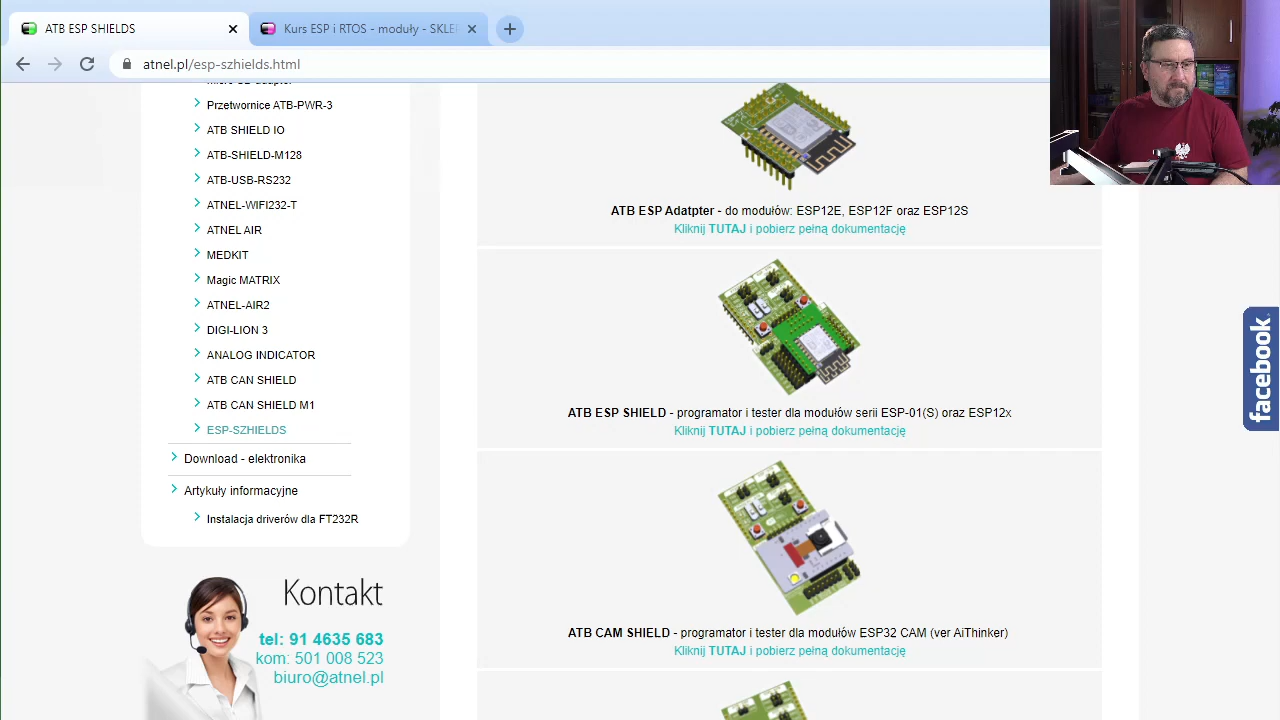 ATB ESP SHIELDS
Kurs ESP i RTOS - moduły - SKLE
atnel.pl/esp-szhields.html
Przetwornice ATB-PWR-3
ATB SHIELD IO
ATB-SHIELD-M128
ATB-USB-RS232
ATNEL-WIFI232-T
ATNEL AIR
MEDKIT
Magic MATRIX
ATNEL-AIR2
DIGI-LION 3
ANALOG INDICATOR
ATB CAN SHIELD
ATB CAN SHIELD M1
ESP-SZHIELDS
Download - elektronika
Artykuły informacyjne
Instalacja driverów dla FT232R
Kontakt
tel: 91 4635 683
kom: 501 008 523
biuro@atnel.pl
ATB ESP Adatpter - do modułów: ESP12E, ESP12F oraz ESP12S
Kliknij TUTAJ i pobierz pełną dokumentację
ATB ESP SHIELD - programator i tester dla modułów serii ESP-01(S) oraz ESP12x
Kliknij TUTAJ i pobierz pełną dokumentację
ATB CAM SHIELD - programator i tester dla modułów ESP32 CAM (ver AiThinker)
Kliknij TUTAJ i pobierz pełną dokumentację
facebook